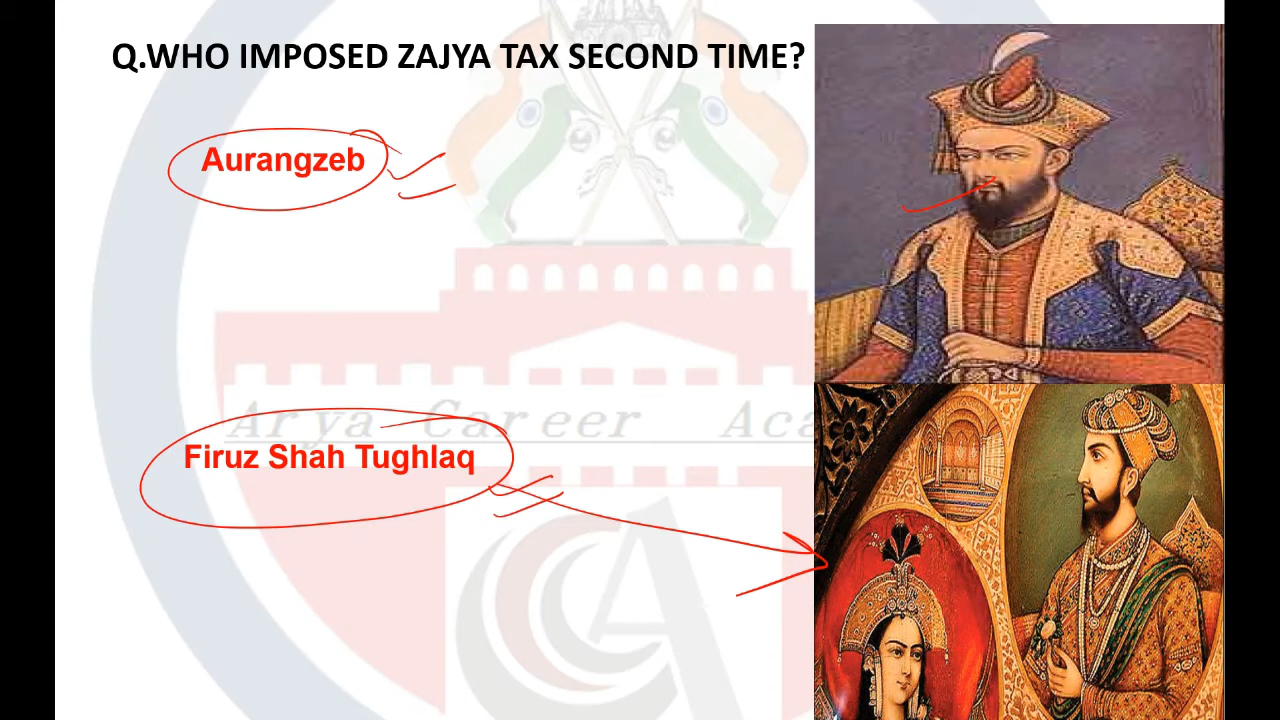 Q.WHO IMPOSED ZAJYA TAX SECOND TIME?
Aurangzeb
Arya Career Aca
Firuz Shah Tughlaq